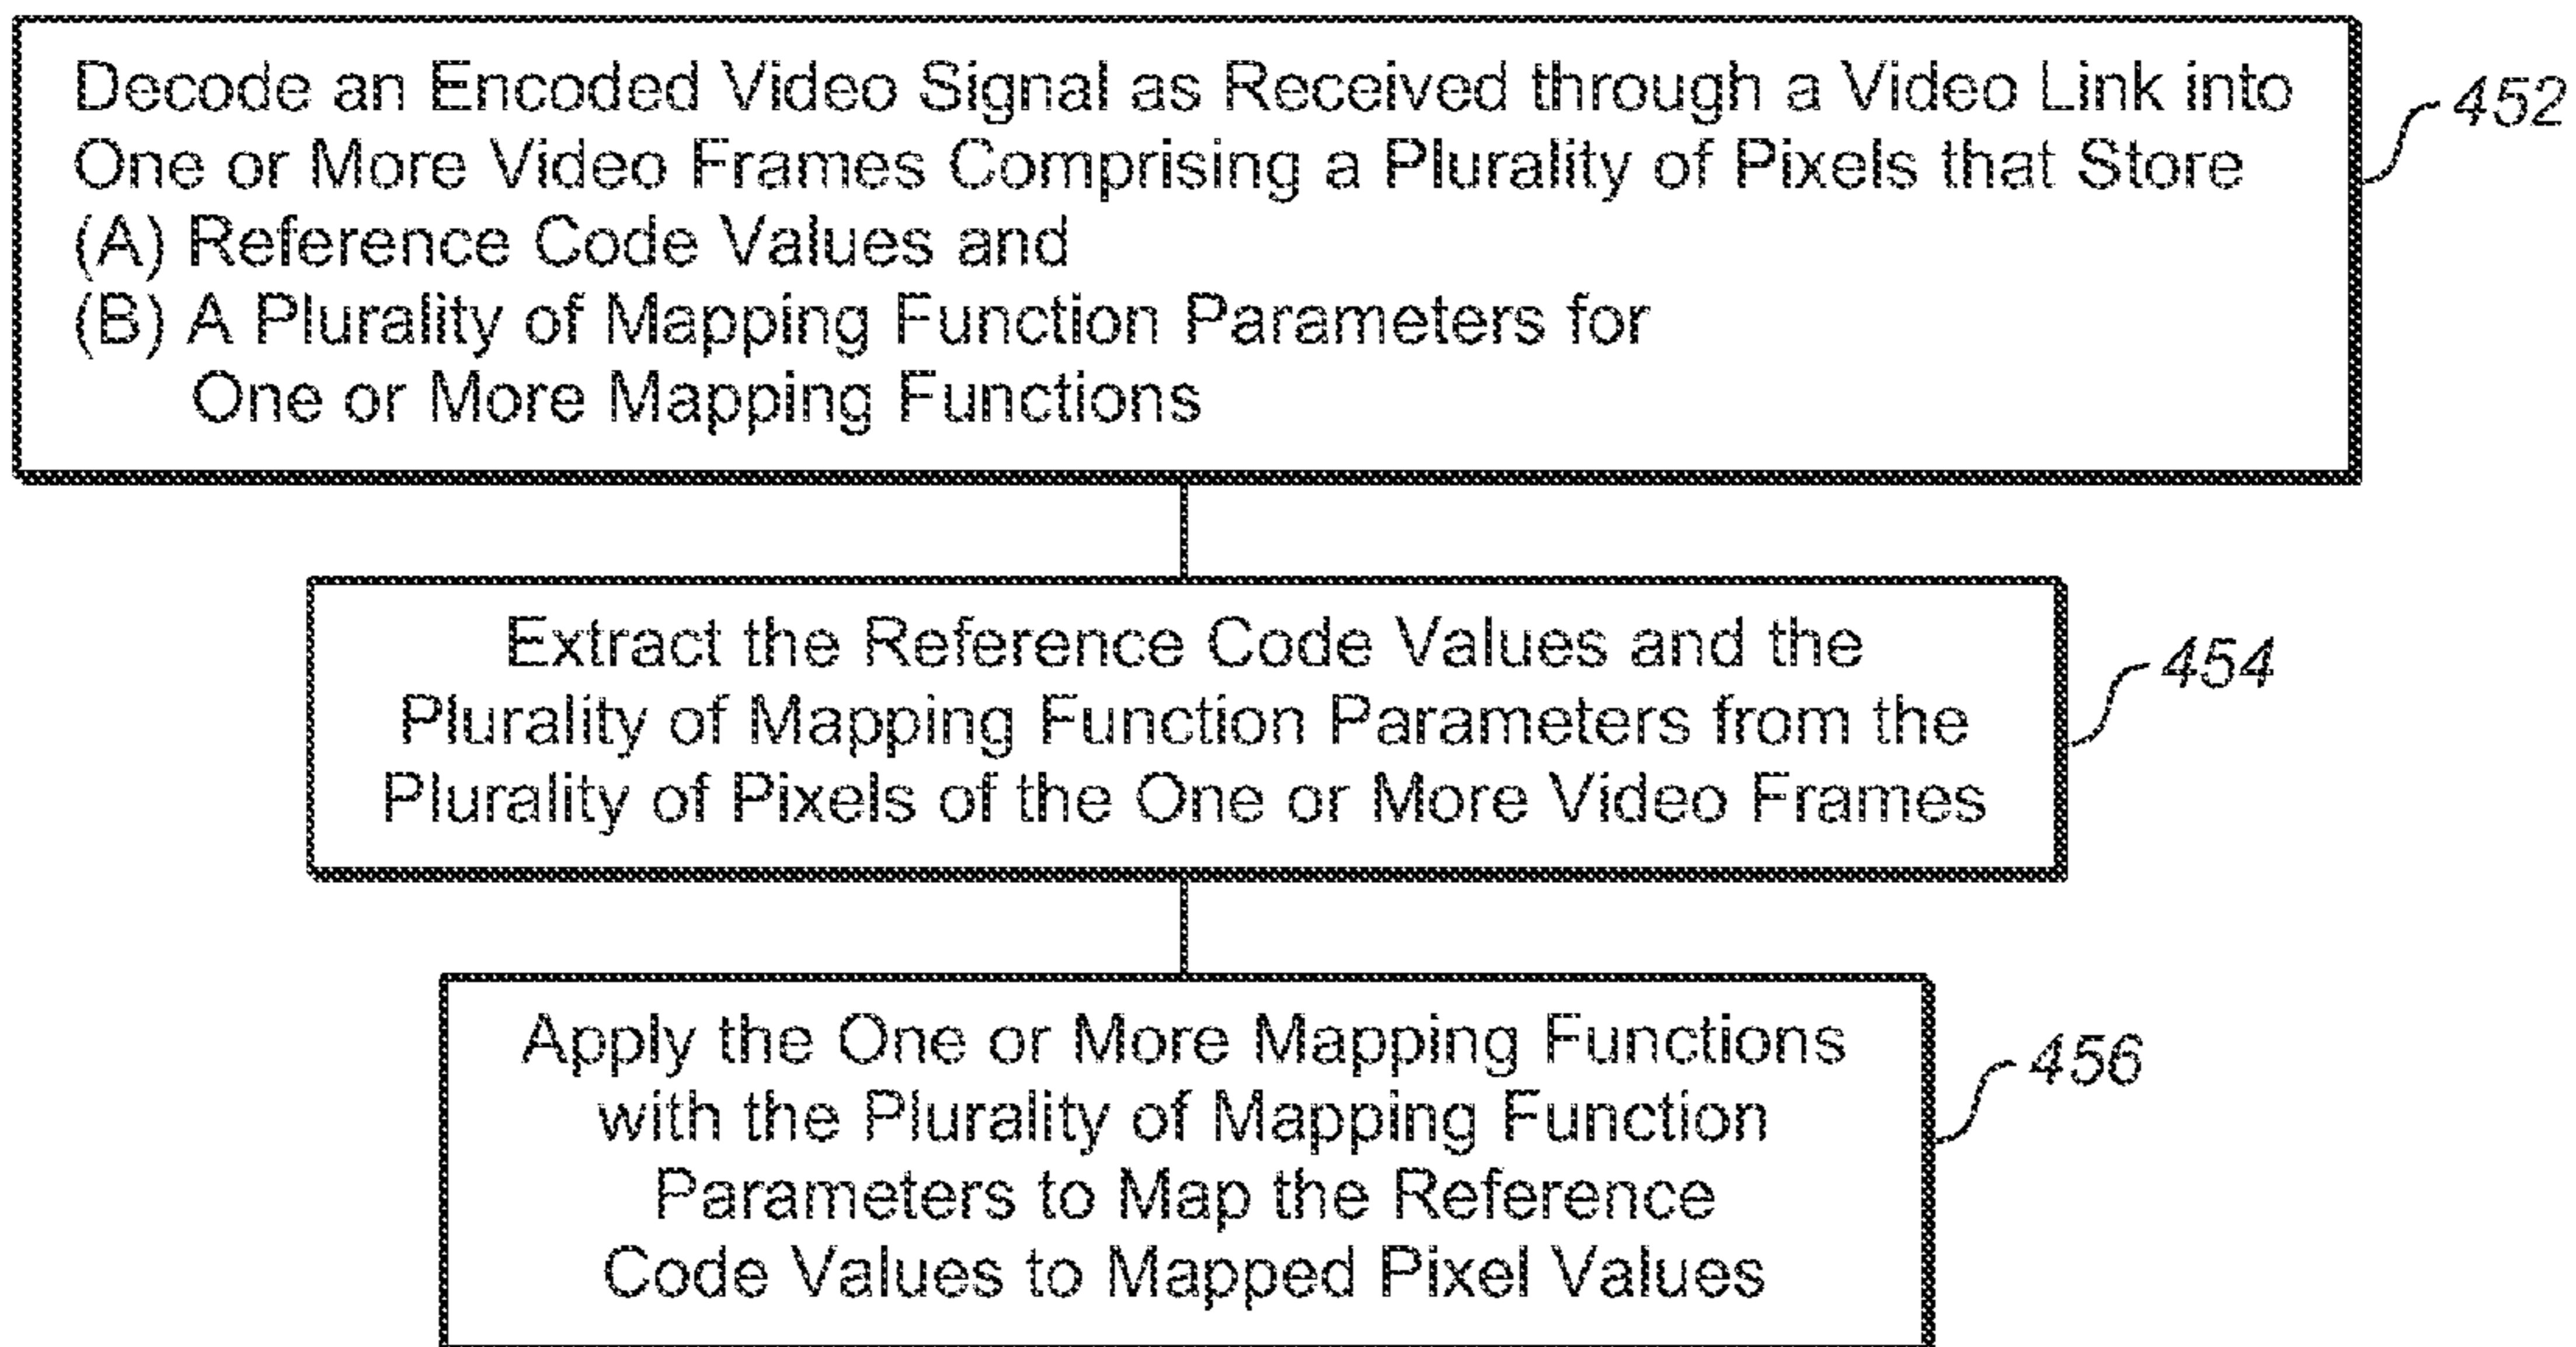 Decode an Encoded Video Signal as Received through a Video Link into
One or More Video Frames Comprising a Plurality of Pixels that Store
(A) Reference Code Values and
(B) A Plurality of Mapping Function Parameters for
One or More Mapping Functions
452
Extract the Reference Code Values and the
Plurality of Mapping Function Parameters from the
Plurality of Pixels of the One or More Video Frames
454
Apply the One or More Mapping Functions
with the Plurality of Mapping Function
Parameters to Map the Reference
Code Values to Mapped Pixel Values
456